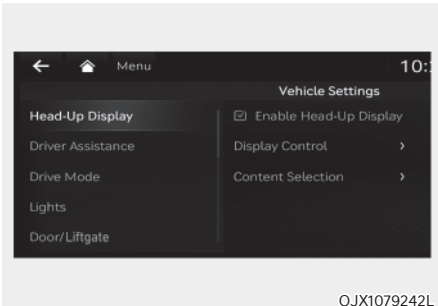 Menu 10:
Vehicle Settings
Head-Up Display
Enable Head-Up Display
Driver Assistance
Display Control
Drive Mode
Content Selection
Lights
Door/Liftgate
OJX1079242L